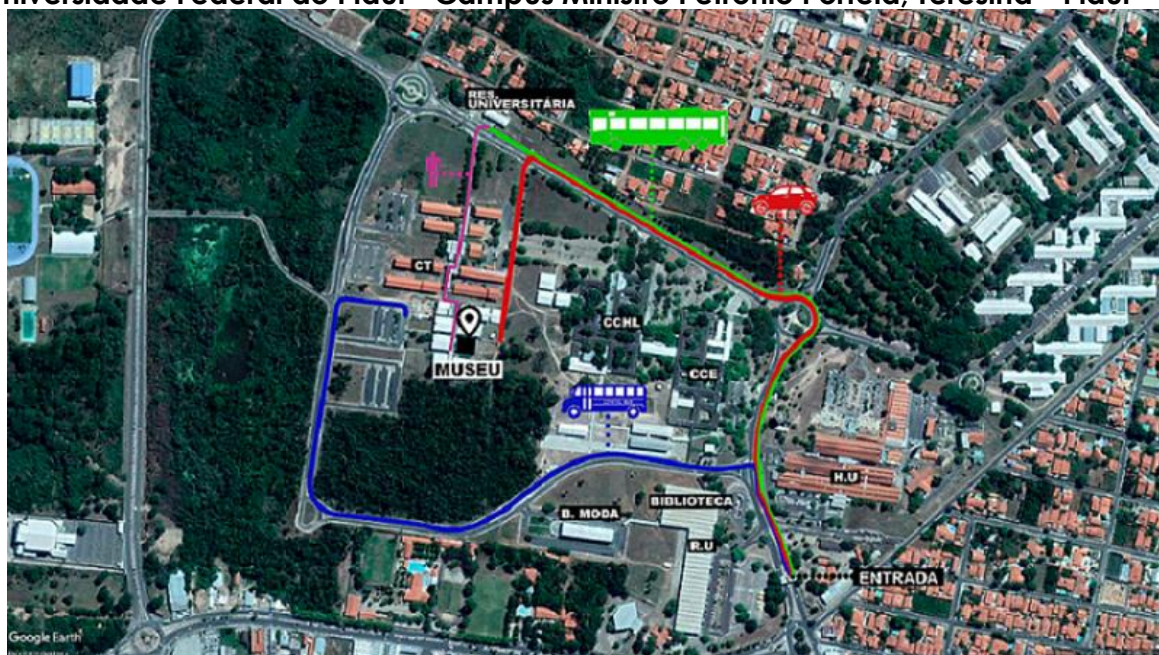 niversidade Federal do Piauí - Campus Ministro Petrônio Portela, Teresina – Piauí
RES.
UNIVERSITÁRIA
CT
CCHL
MUSEU
CCE
H.U
BIBLIOTECA
B. MODA
R.U
ENTRADA
Google Earth